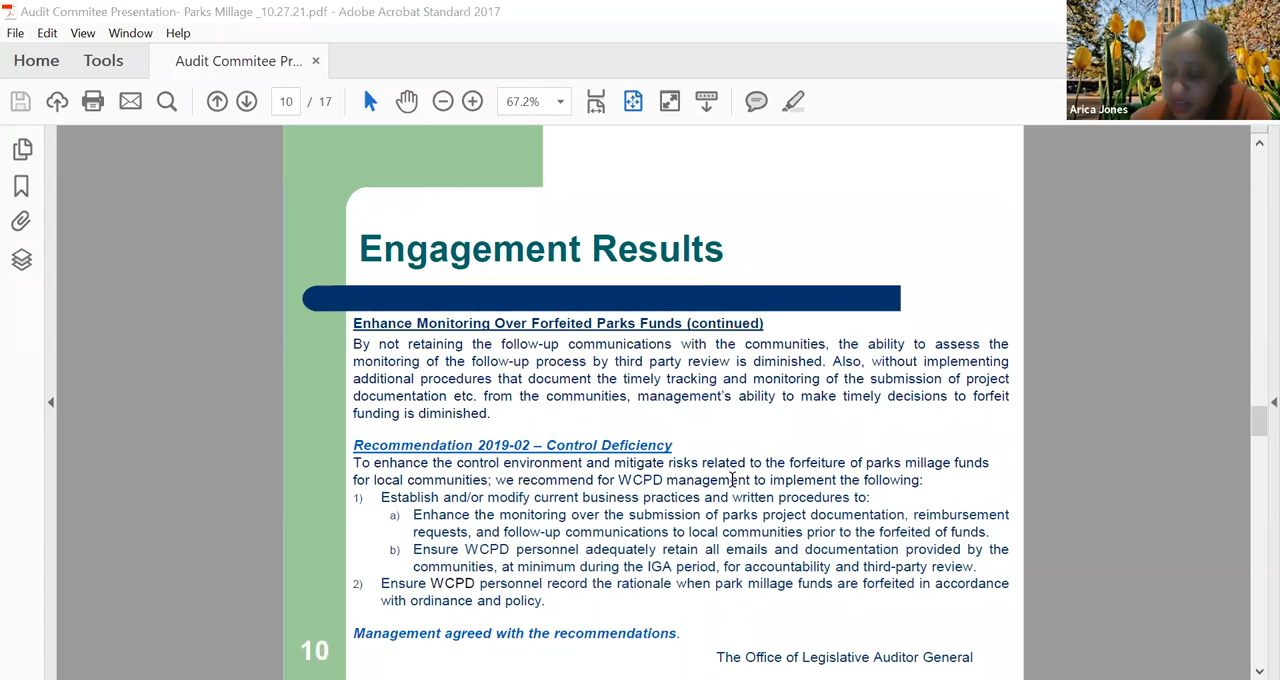 Audit Commitee Presentation- Parks Millage _10.27.21.pdf - Adobe Acrobat Standard 2017
File Edit View Window Help
Home Tools Audit Commitee Pr... ×
10 / 17 67.2%
Arica Jones
Engagement Results
Enhance Monitoring Over Forfeited Parks Funds (continued)
By not retaining the follow-up communications with the communities, the ability to assess the
monitoring of the follow-up process by third party review is diminished. Also, without implementing
additional procedures that document the timely tracking and monitoring of the submission of project
documentation etc. from the communities, management's ability to make timely decisions to forfeit
funding is diminished.
Recommendation 2019-02 – Control Deficiency
To enhance the control environment and mitigate risks related to the forfeiture of parks millage funds
for local communities; we recommend for WCPD management to implement the following:
1) Establish and/or modify current business practices and written procedures to:
a) Enhance the monitoring over the submission of parks project documentation, reimbursement
requests, and follow-up communications to local communities prior to the forfeited of funds.
b) Ensure WCPD personnel adequately retain all emails and documentation provided by the
communities, at minimum during the IGA period, for accountability and third-party review.
2) Ensure WCPD personnel record the rationale when park millage funds are forfeited in accordance
with ordinance and policy.
Management agreed with the recommendations.
10
The Office of Legislative Auditor General